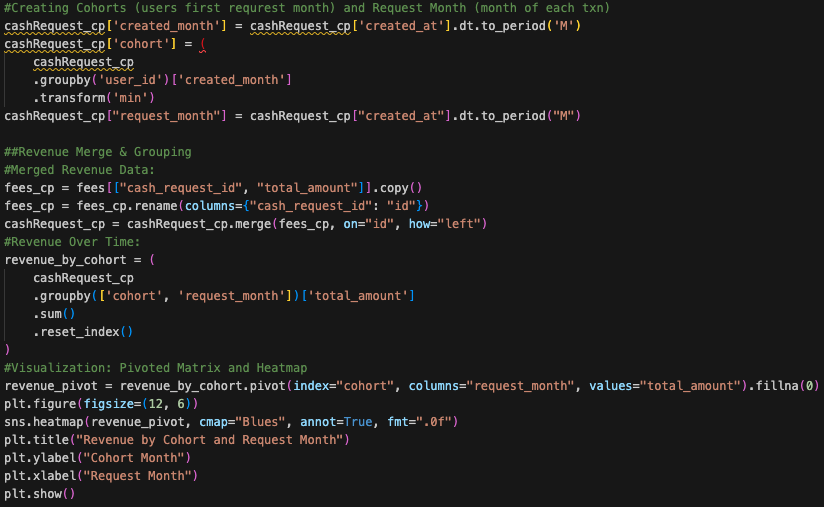 #Creating Cohorts (users first requrest month) and Request Month (month of each txn)
cashRequest_cp['created_month'] = cashRequest_cp['created_at'].dt.to_period('M')
cashRequest_cp['cohort'] = (
    cashRequest_cp
    .groupby('user_id')['created_month']
    .transform('min')
cashRequest_cp["request_month"] = cashRequest_cp["created_at"].dt.to_period("M")

##Revenue Merge & Grouping
#Merged Revenue Data:
fees_cp = fees[["cash_request_id", "total_amount"]].copy()
fees_cp = fees_cp.rename(columns={"cash_request_id": "id"})
cashRequest_cp = cashRequest_cp.merge(fees_cp, on="id", how="left")
#Revenue Over Time:
revenue_by_cohort = (
    cashRequest_cp
    .groupby(['cohort', 'request_month'])['total_amount']
    .sum()
    .reset_index()
)
#Visualization: Pivoted Matrix and Heatmap
revenue_pivot = revenue_by_cohort.pivot(index="cohort", columns="request_month", values="total_amount").fillna(0)
plt.figure(figsize=(12, 6))
sns.heatmap(revenue_pivot, cmap="Blues", annot=True, fmt=".0f")
plt.title("Revenue by Cohort and Request Month")
plt.ylabel("Cohort Month")
plt.xlabel("Request Month")
plt.show()